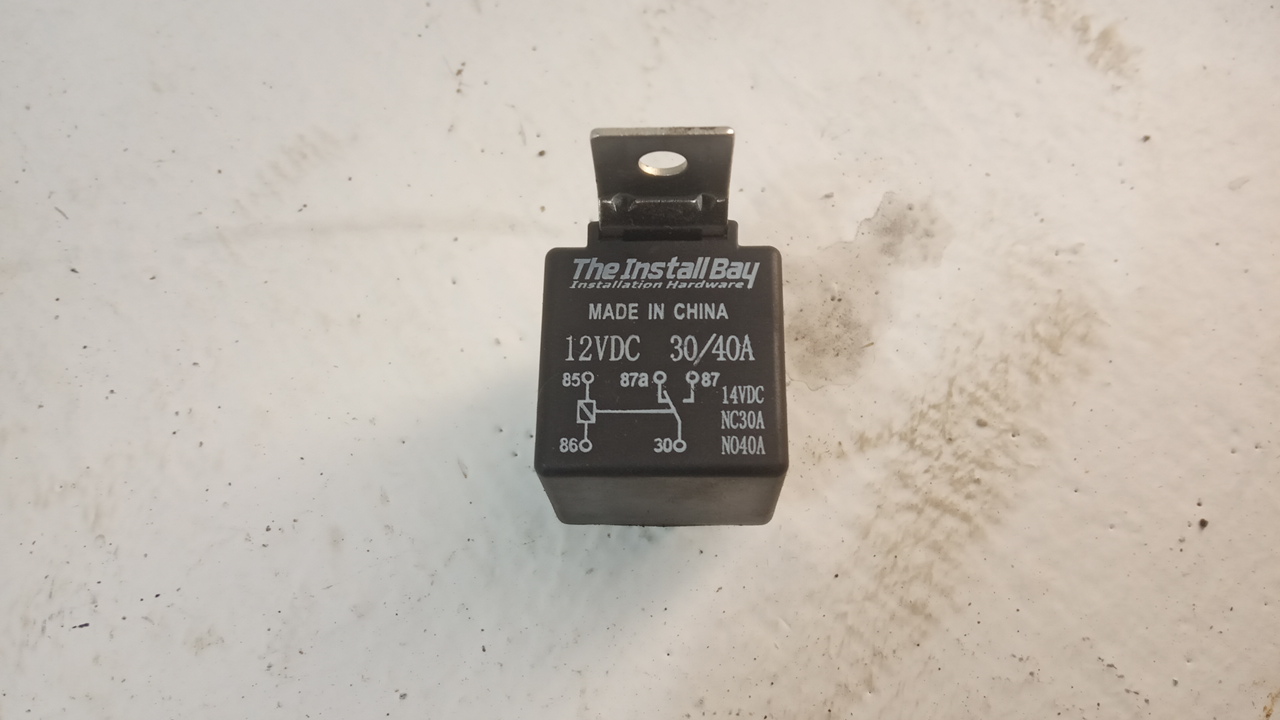 The Install Bay
Installation Hardware
MADE IN CHINA
12VDC 30/40A
85 87a 87
14VDC
NC30A
86 30 NO40A